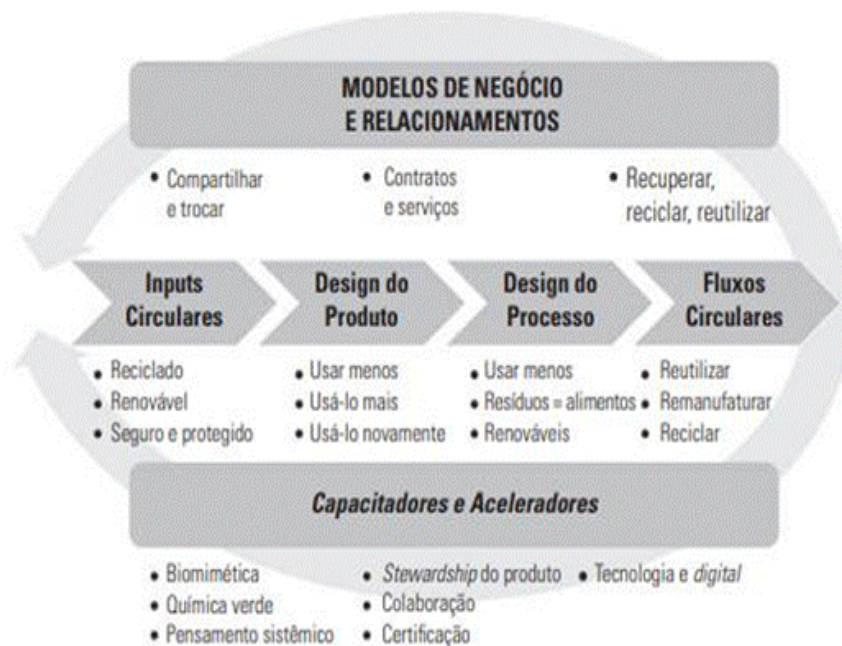 MODELOS DE NEGÓCIO
E RELACIONAMENTOS
• Compartilhar
e trocar
• Contratos
e serviços
• Recuperar,
reciclar, reutilizar
Inputs
Circulares
Design do
Produto
Design do
Processo
Fluxos
Circulares
• Reciclado
• Renovável
• Seguro e protegido
• Usar menos
• Usá-lo mais
• Usá-lo novamente
• Usar menos
• Resíduos = alimentos
• Renováveis
• Reutilizar
• Remanufaturar
• Reciclar
Capacitadores e Aceleradores
• Biomimética
• Química verde
• Pensamento sistêmico
• Stewardship do produto
• Colaboração
• Certificação
• Tecnologia e digital